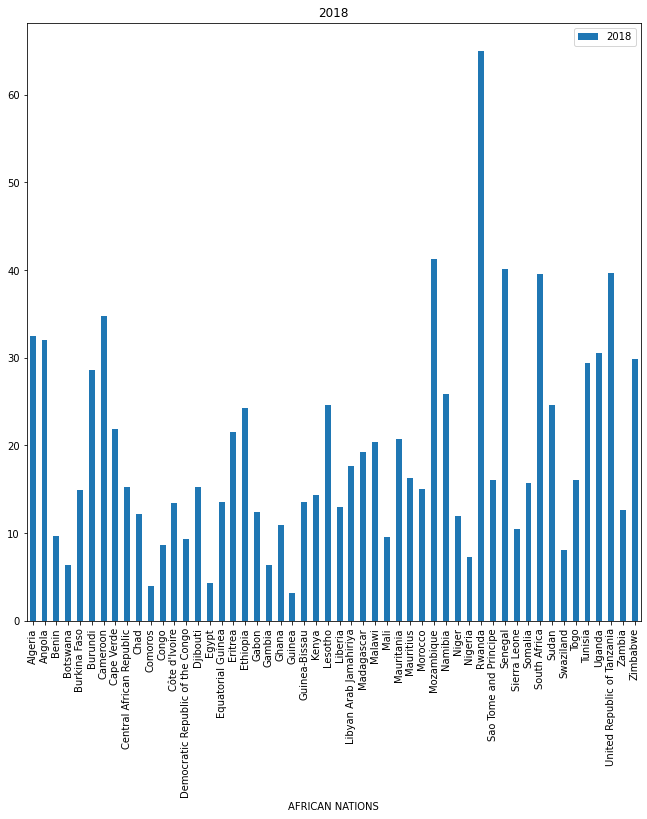 2018
2018
60
50
40
30
20
10
0
Algeria
Angola
Benin
Botswana
Burkina Faso
Burundi
Cameroon
Cape Verde
Central African Republic
Chad
Comoros
Congo
Côte d'Ivoire
Democratic Republic of the Congo
Djibouti
Egypt
Equatorial Guinea
Eritrea
Ethiopia
Gabon
Gambia
Ghana
Guinea
Guinea-Bissau
Kenya
Lesotho
Liberia
Libyan Arab Jamahiriya
Madagascar
Malawi
Mali
Mauritania
Mauritius
Morocco
Mozambique
Namibia
Niger
Nigeria
Rwanda
Sao Tome and Principe
Senegal
Sierra Leone
Somalia
South Africa
Sudan
Swaziland
Togo
Tunisia
Uganda
United Republic of Tanzania
Zambia
Zimbabwe
AFRICAN NATIONS